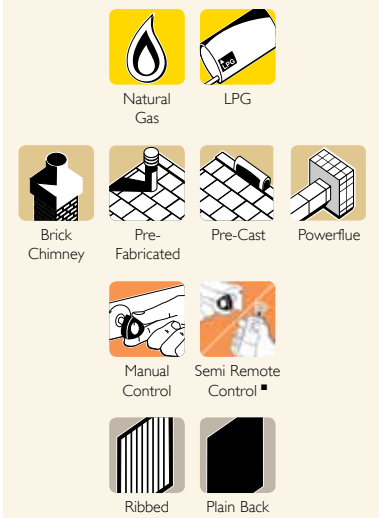 LPG
Natural
Gas
LPG
Brick
Chimney
Pre-
Fabricated
Pre-Cast
Powerflue
Manual
Control
Semi Remote
Control ■
Ribbed
Plain Back